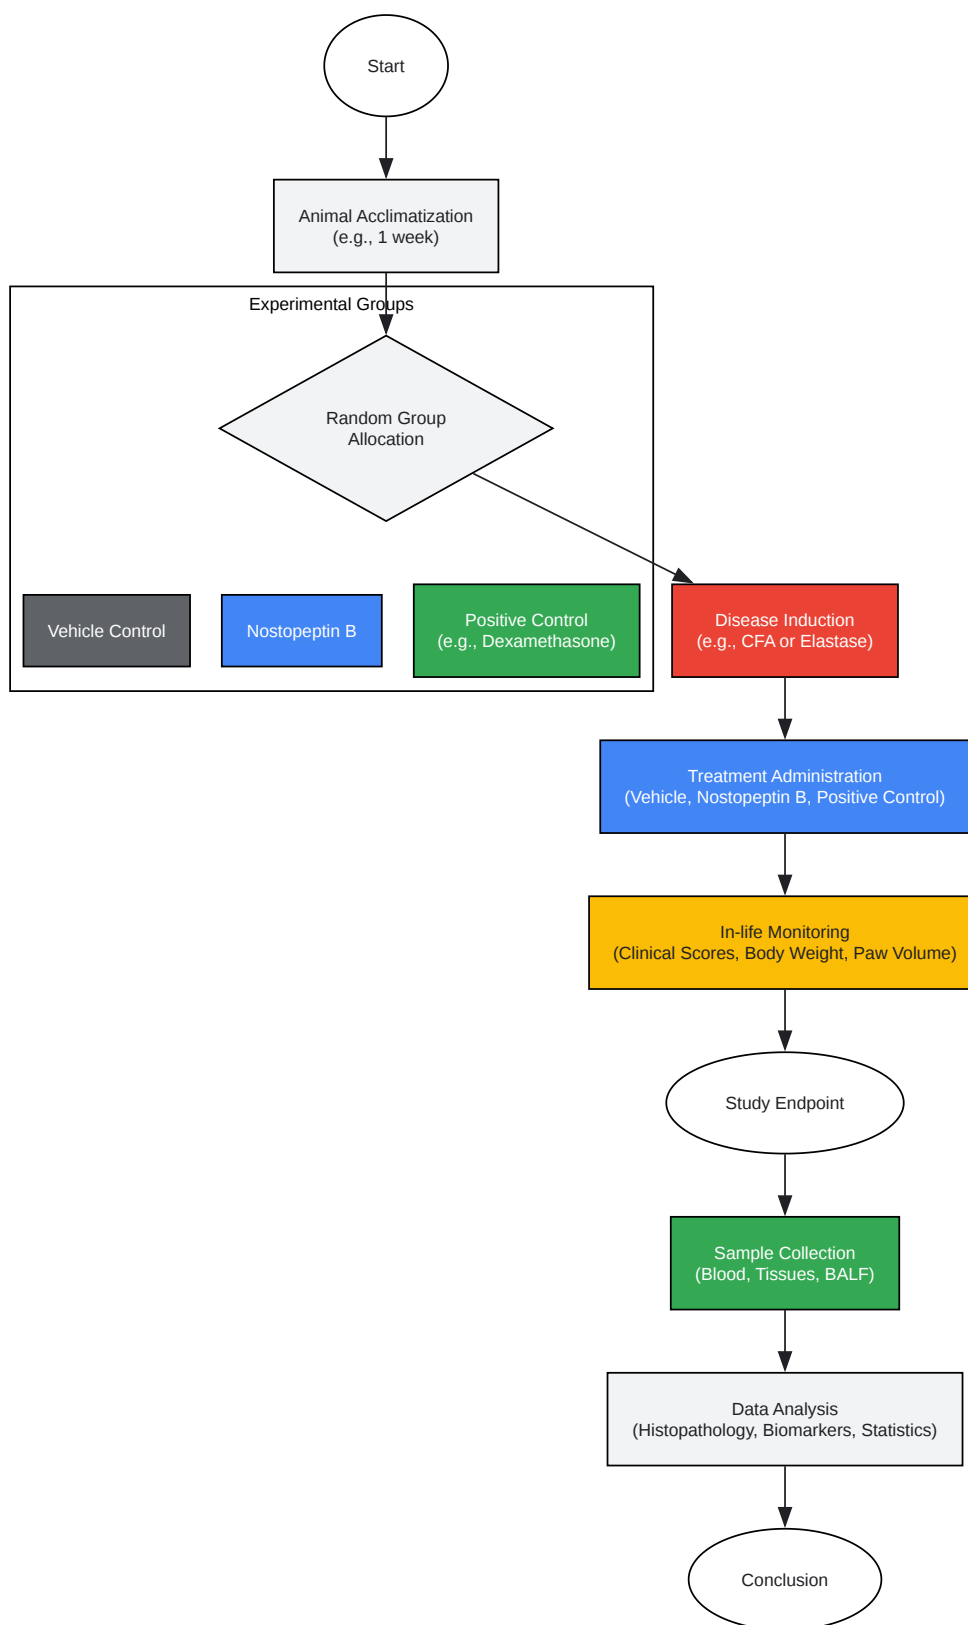 Start
Animal Acclimatization
(e.g., 1 week)
Experimental Groups
Random Group
Allocation
Vehicle Control
Nostopeptin B
Positive Control
(e.g., Dexamethasone)
Disease Induction
(e.g., CFA or Elastase)
Treatment Administration
(Vehicle, Nostopeptin B, Positive Control)
In-life Monitoring
(Clinical Scores, Body Weight, Paw Volume)
Study Endpoint
Sample Collection
(Blood, Tissues, BALF)
Data Analysis
(Histopathology, Biomarkers, Statistics)
Conclusion